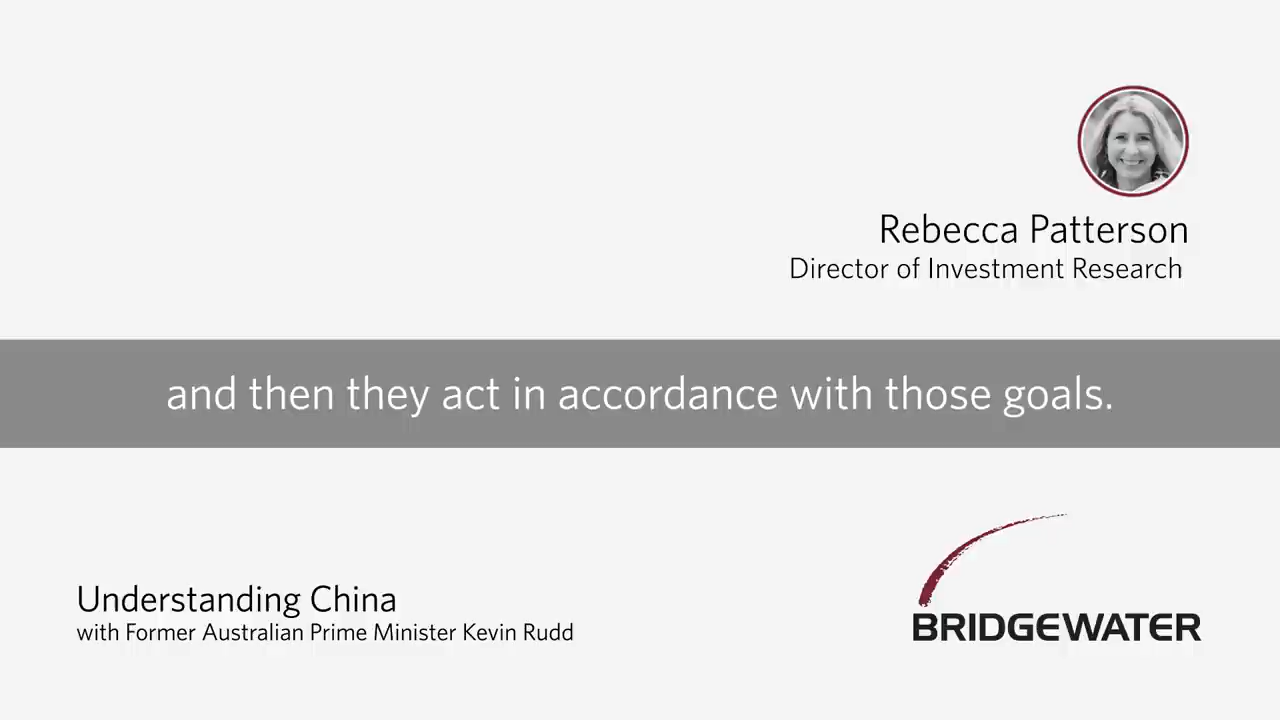 Rebecca Patterson
Director of Investment Research
and then they act in accordance with those goals.
Understanding China
with Former Australian Prime Minister Kevin Rudd
BRIDGEWATER